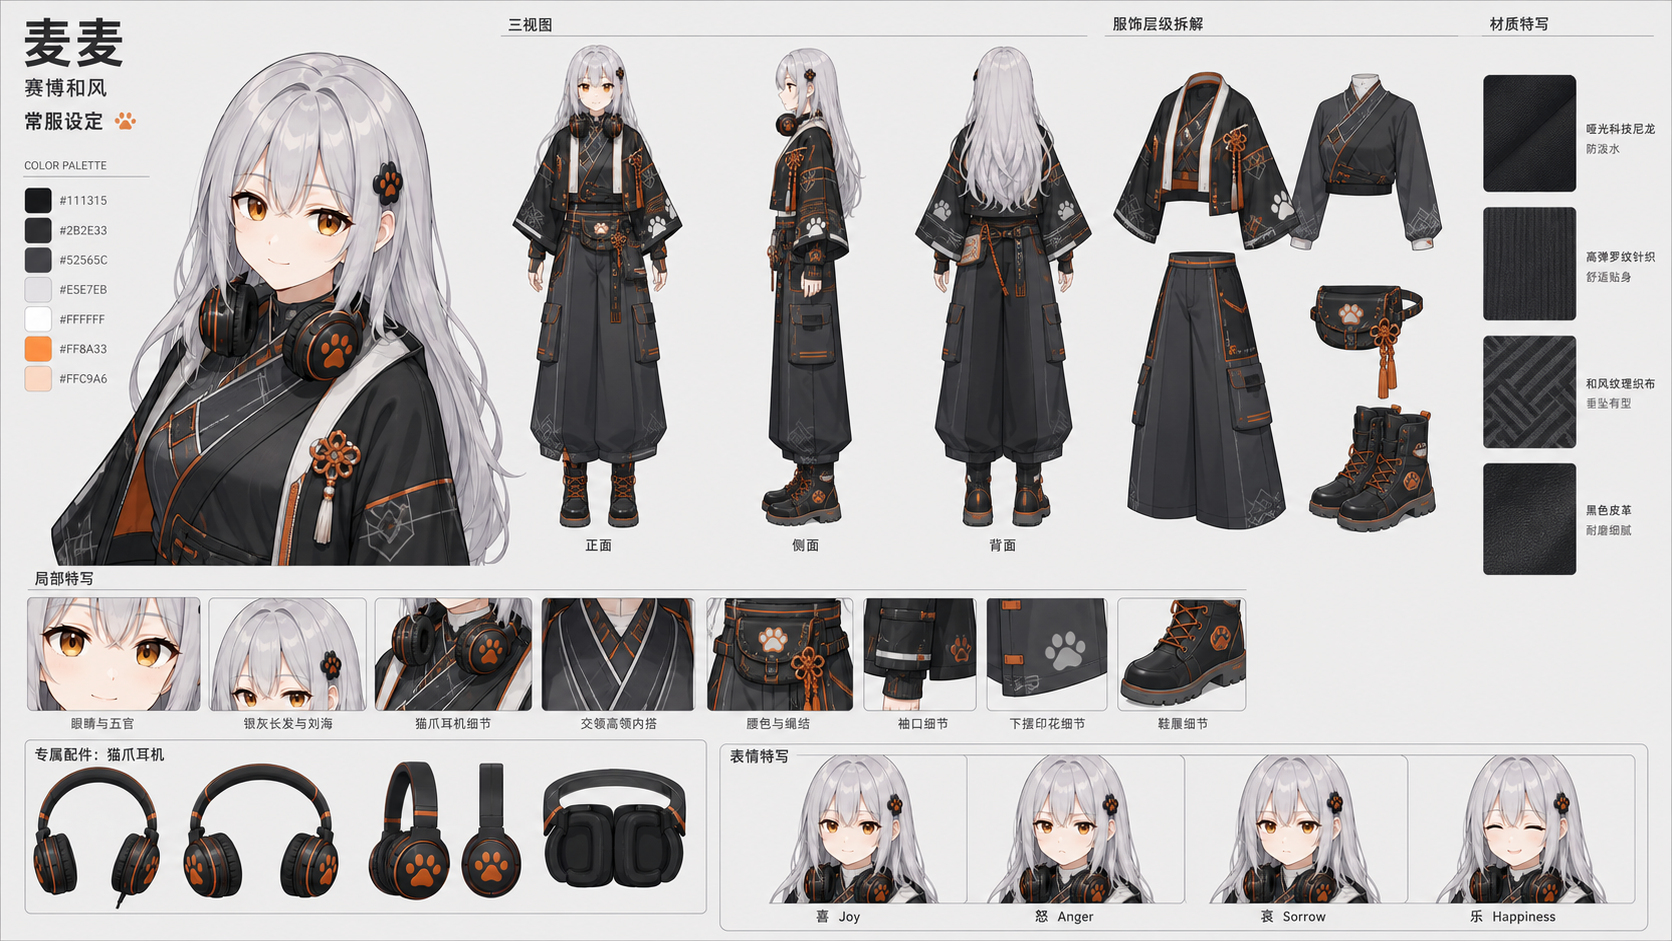 麦麦
赛博和风
常服设定
COLOR PALETTE
#111315
#2B2E33
#52565C
#E5E7EB
#FFFFFF
#FF8A33
#FFC9A6
三视图
正面
侧面
背面
服饰层级拆解
材质特写
哑光科技尼龙
防泼水
高弹罗纹针织
舒适贴身
和风纹理织布
垂坠有型
黑色皮革
耐磨细腻
局部特写
眼睛与五官
银灰长发与刘海
猫爪耳机细节
交领高领内搭
腰色与绳结
袖口细节
下摆印花细节
鞋履细节
专属配件：猫爪耳机
表情特写
喜 Joy
怒 Anger
哀 Sorrow
乐 Happiness